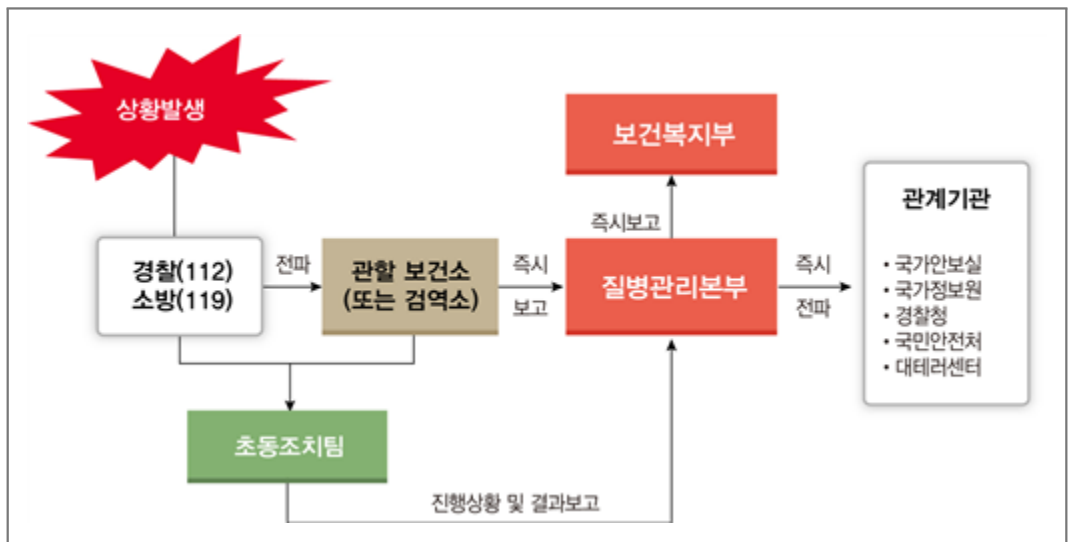 상황발생
경찰(112)
소방(119)
전파
관할 보건소
(또는 검역소)
즉시
보고
질병관리본부
즉시보고
보건복지부
즉시
전파
관계기관
• 국가안보실
• 국가정보원
• 경찰청
• 국민안전처
• 대테러센터
초동조치팀
진행상황 및 결과보고